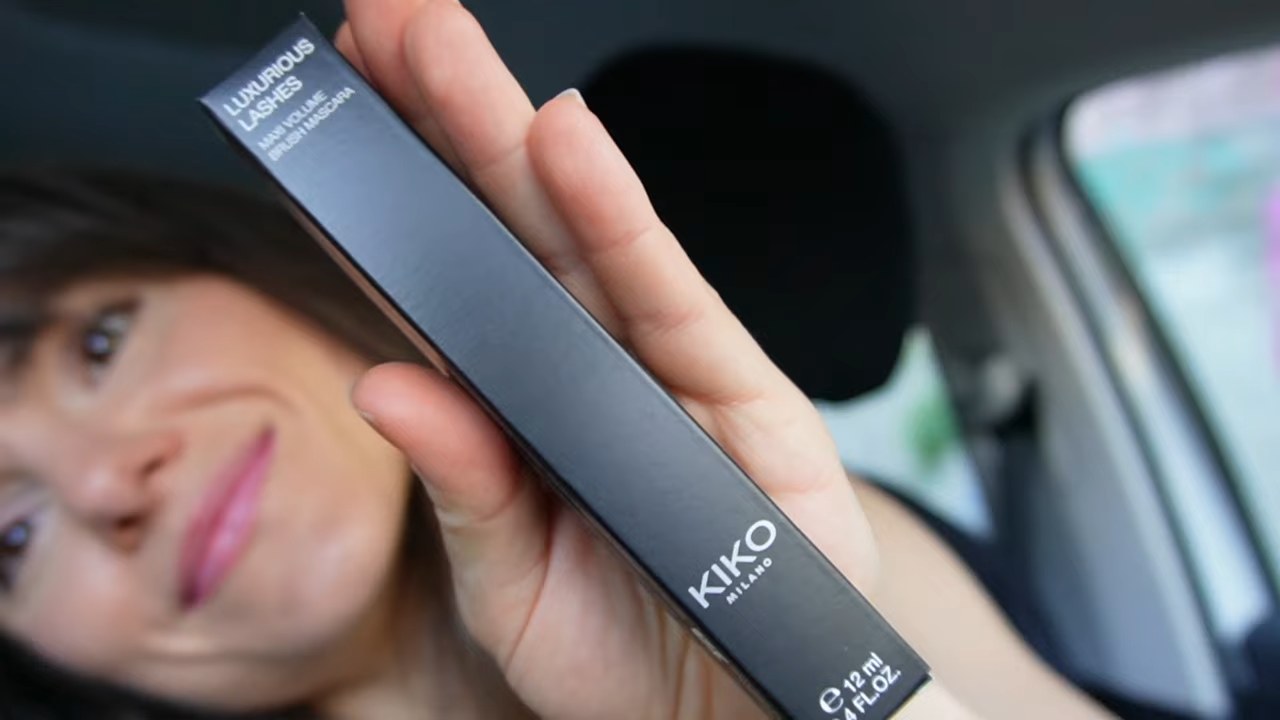 LUXURIOUS
LASHES
MAXI VOLUME
BRUSH MASCARA
KIKO
MILANO
℮ 12 ml
4 FL.OZ.